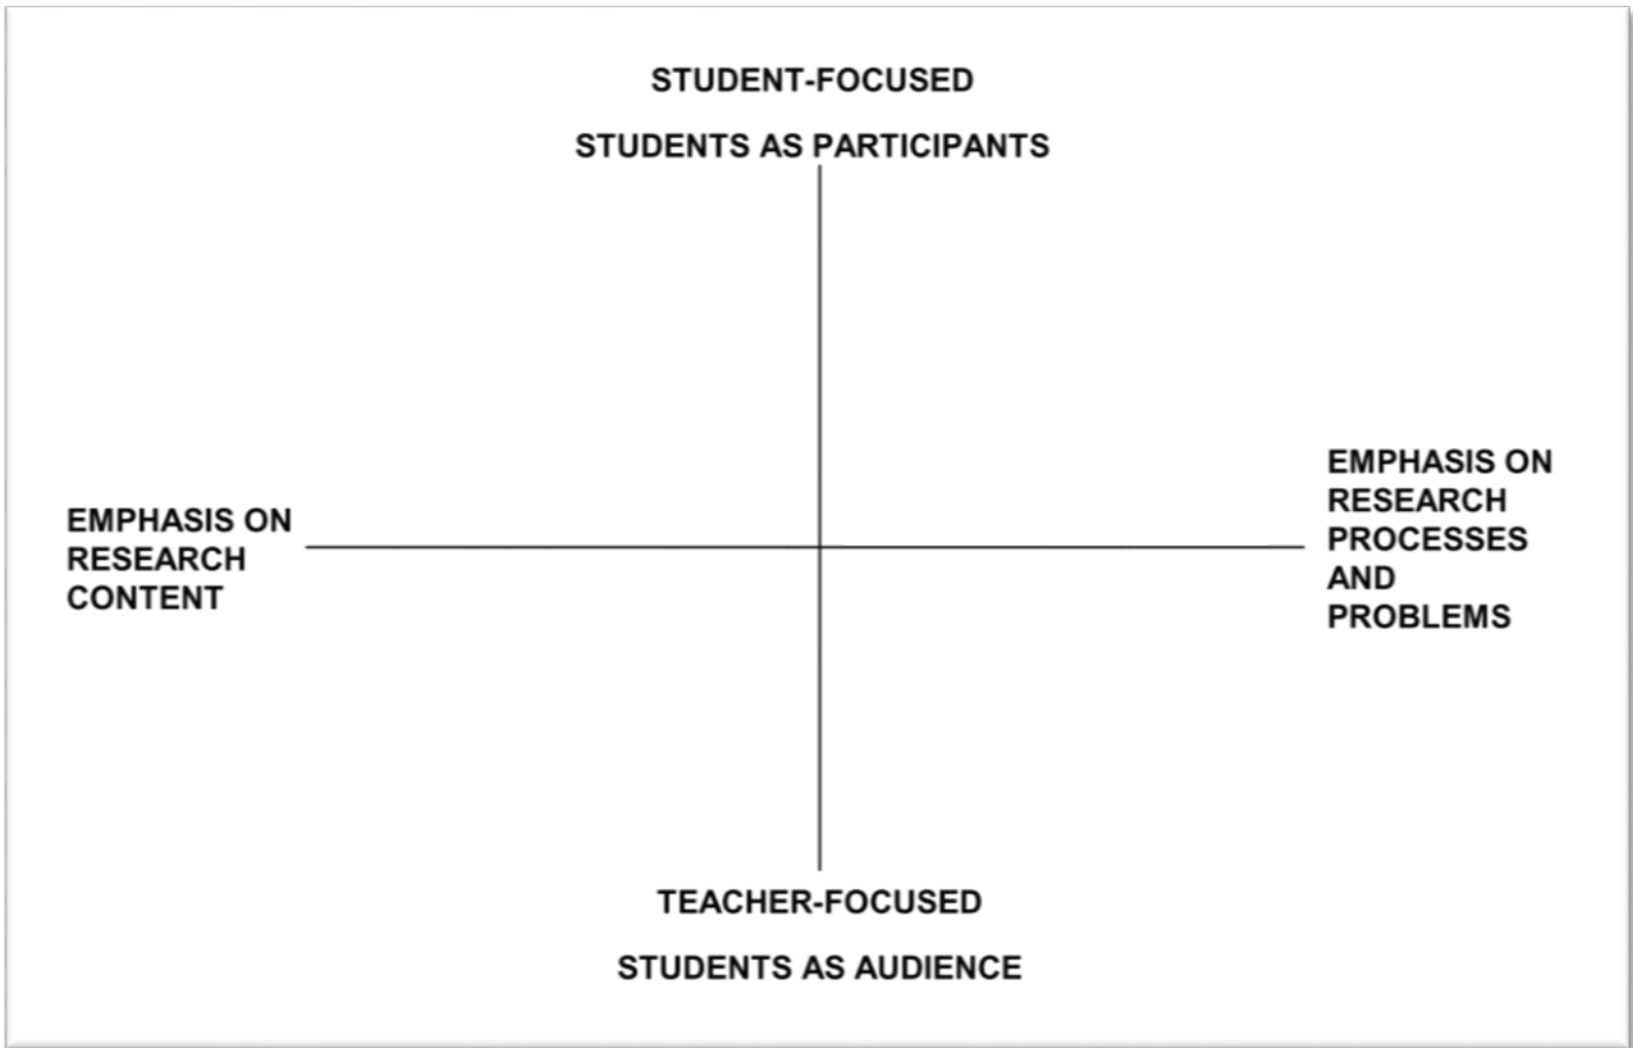 STUDENT-FOCUSED
STUDENTS AS PARTICIPANTS
EMPHASIS ON
RESEARCH
CONTENT
EMPHASIS ON
RESEARCH
PROCESSES
AND
PROBLEMS
TEACHER-FOCUSED
STUDENTS AS AUDIENCE